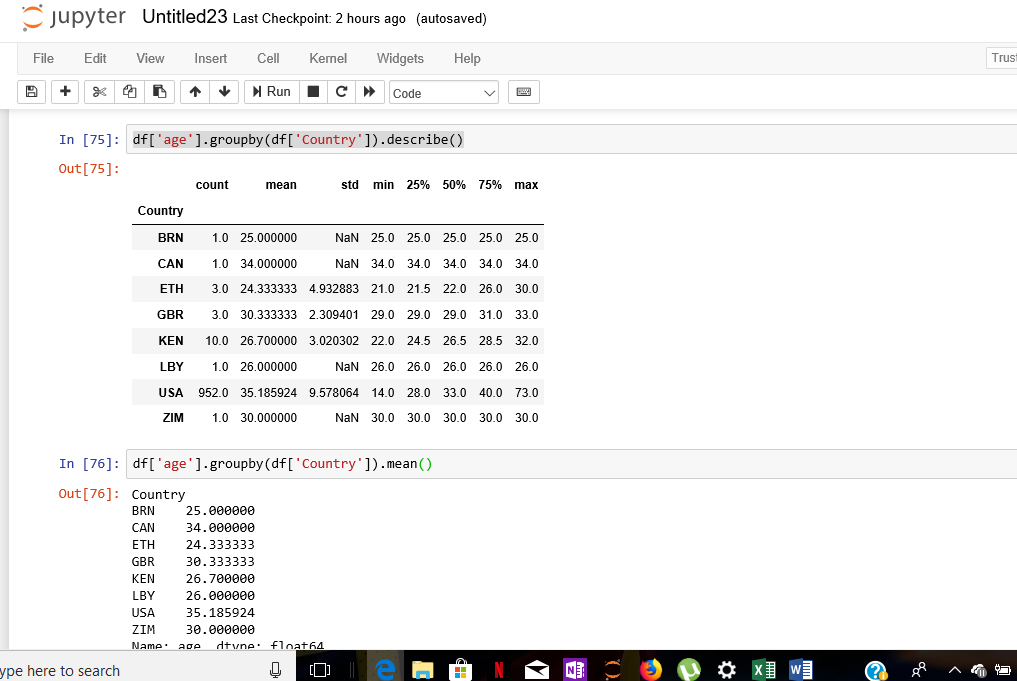 jupyter Untitled23 Last Checkpoint: 2 hours ago (autosaved)
File Edit View Insert Cell Kernel Widgets Help Trust
Run Code
In [75]: df['age'].groupby(df['Country']).describe()
Out[75]:
count mean std min 25% 50% 75% max
Country
BRN 1.0 25.000000 NaN 25.0 25.0 25.0 25.0 25.0
CAN 1.0 34.000000 NaN 34.0 34.0 34.0 34.0 34.0
ETH 3.0 24.333333 4.932883 21.0 21.5 22.0 26.0 30.0
GBR 3.0 30.333333 2.309401 29.0 29.0 29.0 31.0 33.0
KEN 10.0 26.700000 3.020302 22.0 24.5 26.5 28.5 32.0
LBY 1.0 26.000000 NaN 26.0 26.0 26.0 26.0 26.0
USA 952.0 35.185924 9.578064 14.0 28.0 33.0 40.0 73.0
ZIM 1.0 30.000000 NaN 30.0 30.0 30.0 30.0 30.0
In [76]: df['age'].groupby(df['Country']).mean()
Out[76]: Country
BRN 25.000000
CAN 34.000000
ETH 24.333333
GBR 30.333333
KEN 26.700000
LBY 26.000000
USA 35.185924
ZIM 30.000000
Name: age, dtype: float64
ype here to search